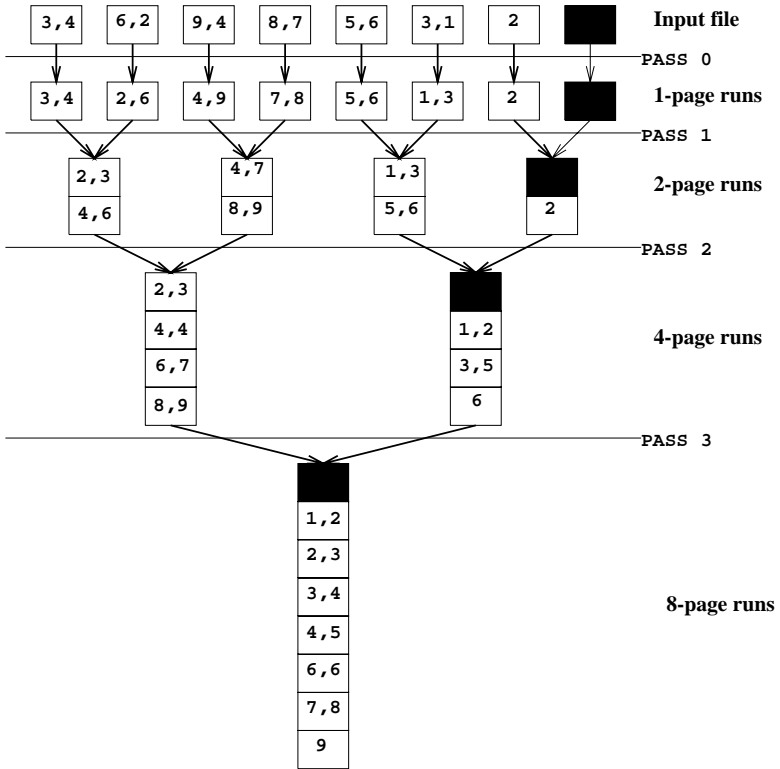 3,4 6,2 9,4 8,7 5,6 3,1 2 Input file
PASS 0
3,4 2,6 4,9 7,8 5,6 1,3 2 1-page runs
PASS 1
2,3 4,7 1,3 2-page runs
4,6 8,9 5,6 2
PASS 2
2,3
4,4 1,2 4-page runs
6,7 3,5
8,9 6
PASS 3
1,2
2,3
3,4
4,5 8-page runs
6,6
7,8
9